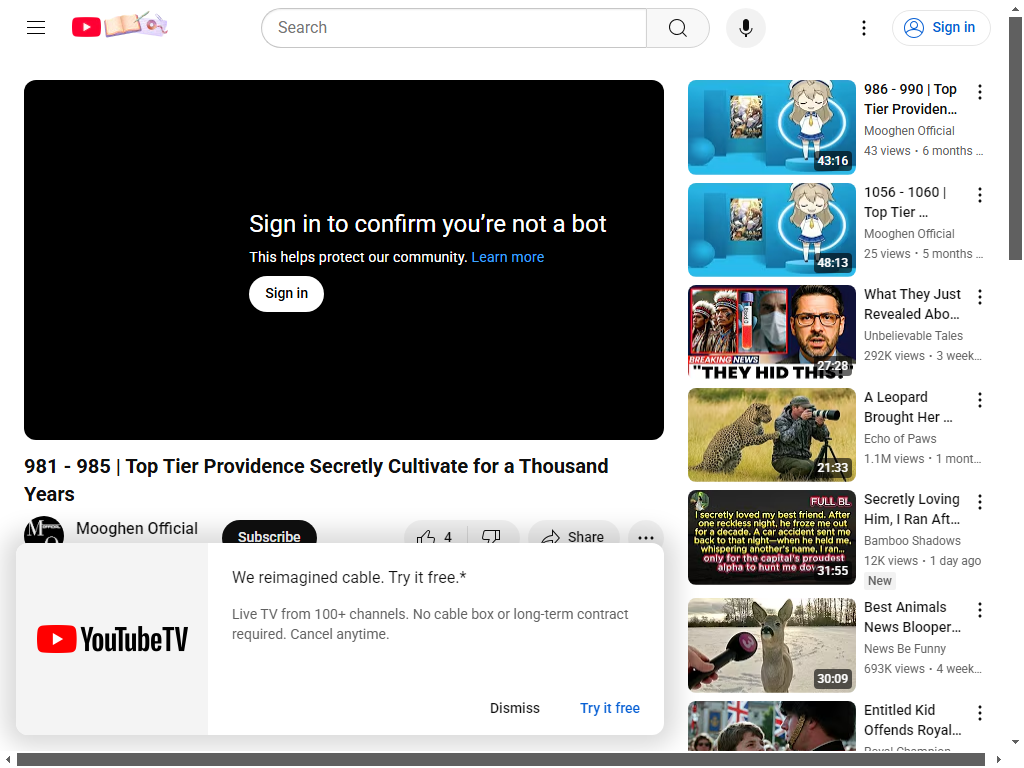 Search
Sign in
Sign in to confirm you’re not a bot
This helps protect our community. Learn more
Sign in
981 - 985 | Top Tier Providence Secretly Cultivate for a Thousand
Years
Mooghen Official
Subscribe
4
Share
We reimagined cable. Try it free.*
Live TV from 100+ channels. No cable box or long-term contract
required. Cancel anytime.
YouTubeTV
Dismiss
Try it free
43:16
986 - 990 | Top
Tier Providen...
Mooghen Official
43 views • 6 months ...
48:13
1056 - 1060 |
Top Tier ...
Mooghen Official
25 views • 5 months ...
BREAKING NEWS
"THEY HID THIS!"
27:28
What They Just
Revealed Abo...
Unbelievable Tales
292K views • 3 week...
21:33
A Leopard
Brought Her ...
Echo of Paws
1.1M views • 1 mont...
FULL BL
I secretly loved my best friend. After
one reckless night, he froze me out
for a decade. A car accident sent me
back to that night—when he held me,
whispering another's name, I ran...
only for the capital's proudest
alpha to hunt me
31:55
Secretly Loving
Him, I Ran Aft...
Bamboo Shadows
12K views • 1 day ago
New
3
30:09
Best Animals
News Blooper...
News Be Funny
693K views • 4 week...
Entitled Kid
Offends Royal...
Royal Champion